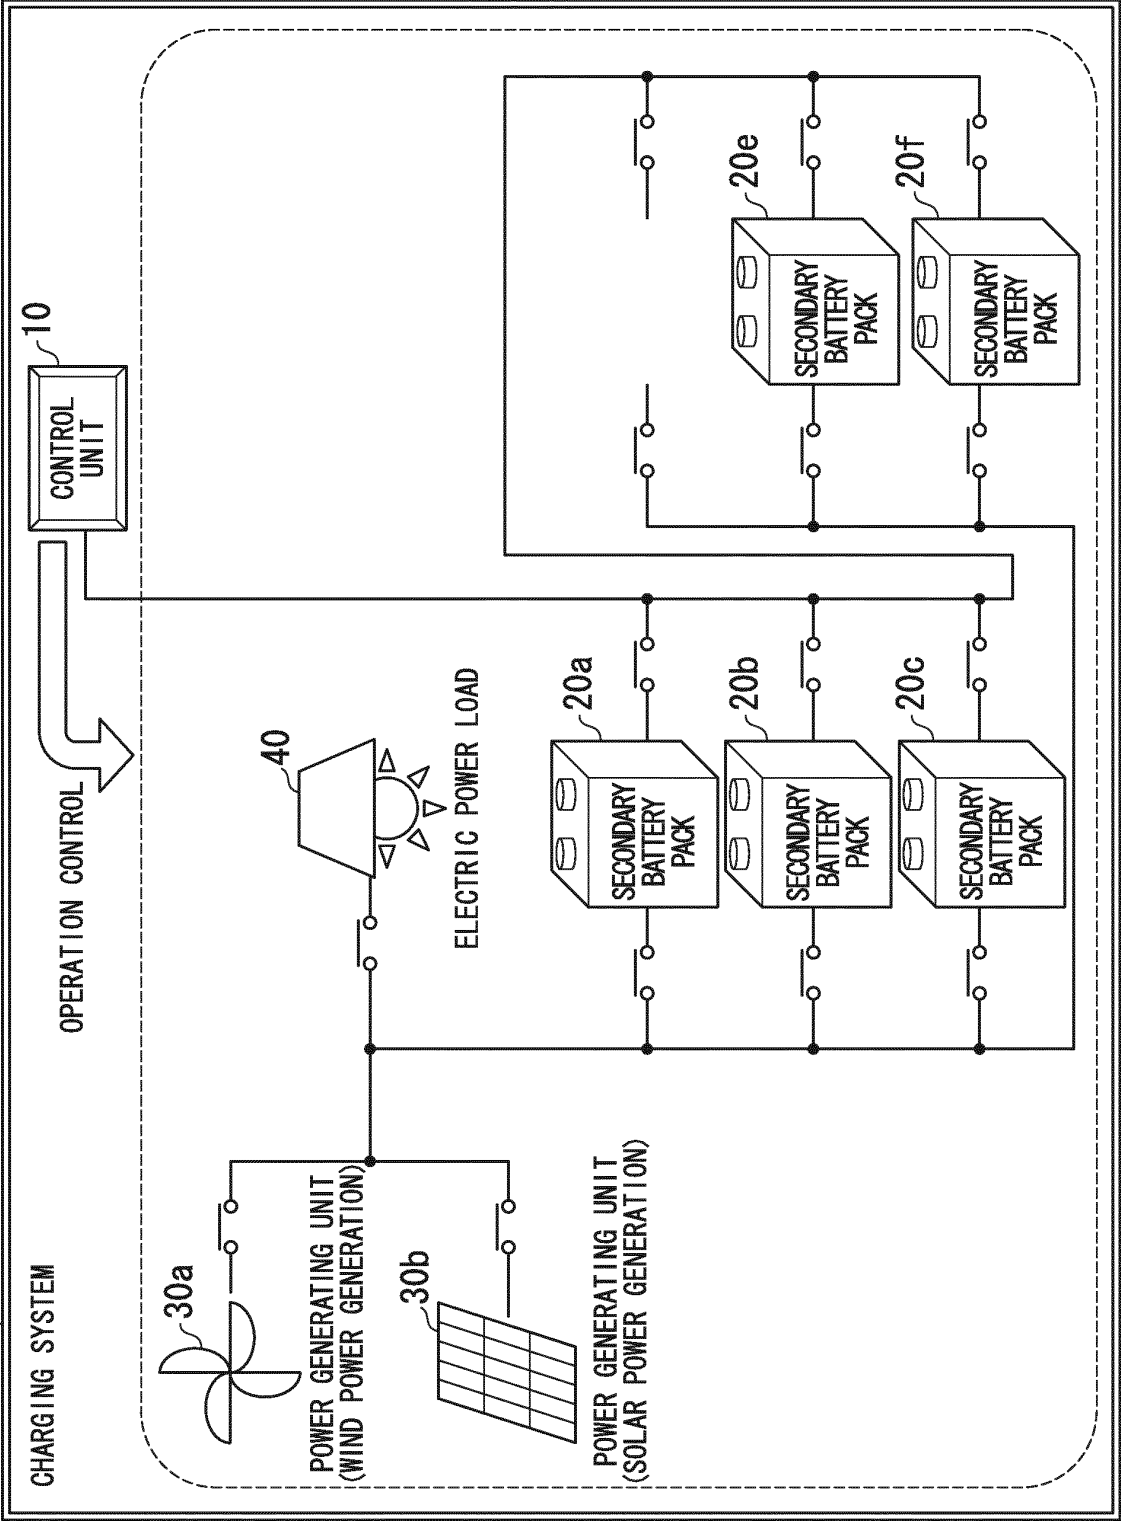 CHARGING SYSTEM
OPERATION CONTROL
CONTROL
UNIT
10
30a
POWER GENERATING UNIT
(WIND POWER GENERATION)
40
ELECTRIC POWER LOAD
30b
POWER GENERATING UNIT
(SOLAR POWER GENERATION)
20a
SECONDARY
BATTERY
PACK
20b
SECONDARY
BATTERY
PACK
20c
SECONDARY
BATTERY
PACK
20e
SECONDARY
BATTERY
PACK
20f
SECONDARY
BATTERY
PACK